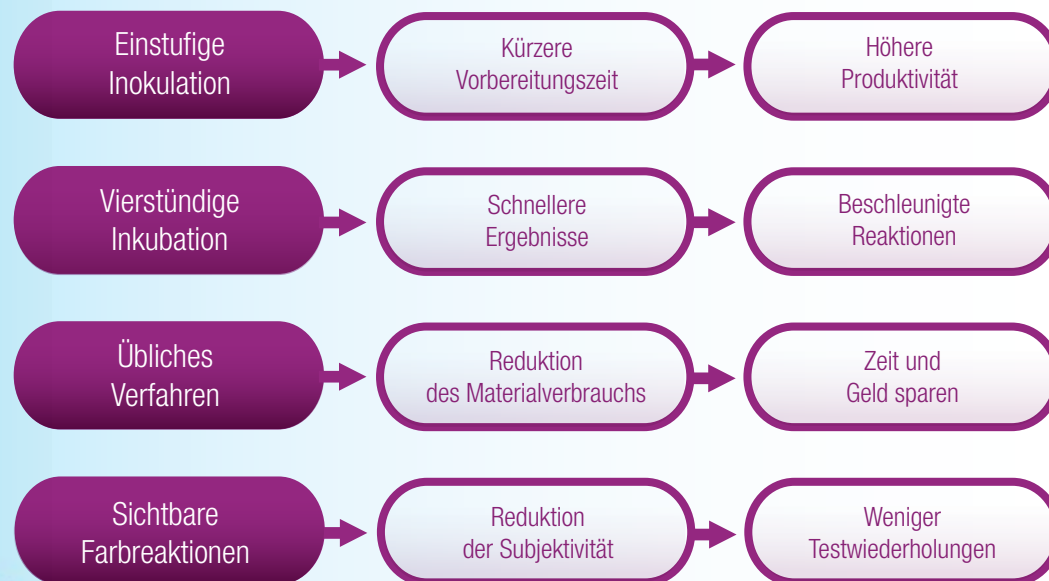 Einstufige
Inokulation
Kürzere
Vorbereitungszeit
Höhere
Produktivität
Vierstündige
Inkubation
Schnellere
Ergebnisse
Beschleunigte
Reaktionen
Übliches
Verfahren
Reduktion
des Materialverbrauchs
Zeit und
Geld sparen
Sichtbare
Farbreaktionen
Reduktion
der Subjektivität
Weniger
Testwiederholungen